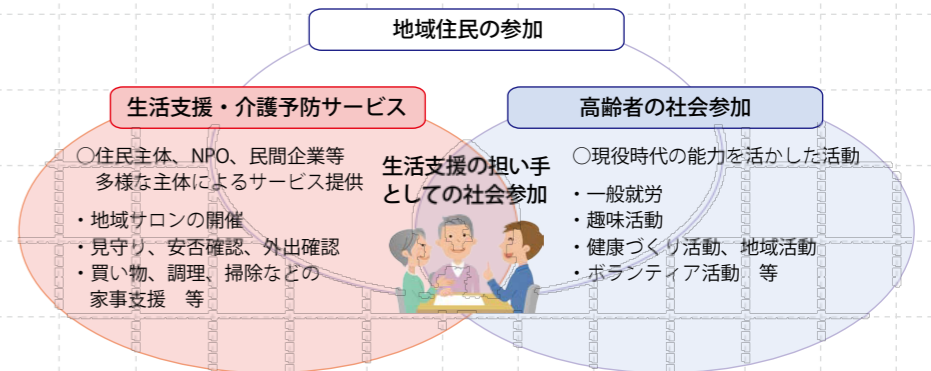 地域住民の参加
生活支援・介護予防サービス
○住民主体、NPO、民間企業等
多様な主体によるサービス提供
・地域サロンの開催
・見守り、安否確認、外出確認
・買い物、調理、掃除などの
家事支援　等
生活支援の担い手
としての社会参加
高齢者の社会参加
○現役時代の能力を活かした活動
・一般就労
・趣味活動
・健康づくり活動、地域活動
・ボランティア活動　等